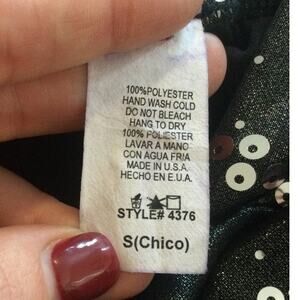 100%POLYESTER
HAND WASH COLD
DO NOT BLEACH
HANG TO DRY
100% POLIESTER
LAVAR A MANO
CON AGUA FRIA
MADE IN U.S.A.
HECHO EN E.U.A.
STYLE# 4376
S(Chico)